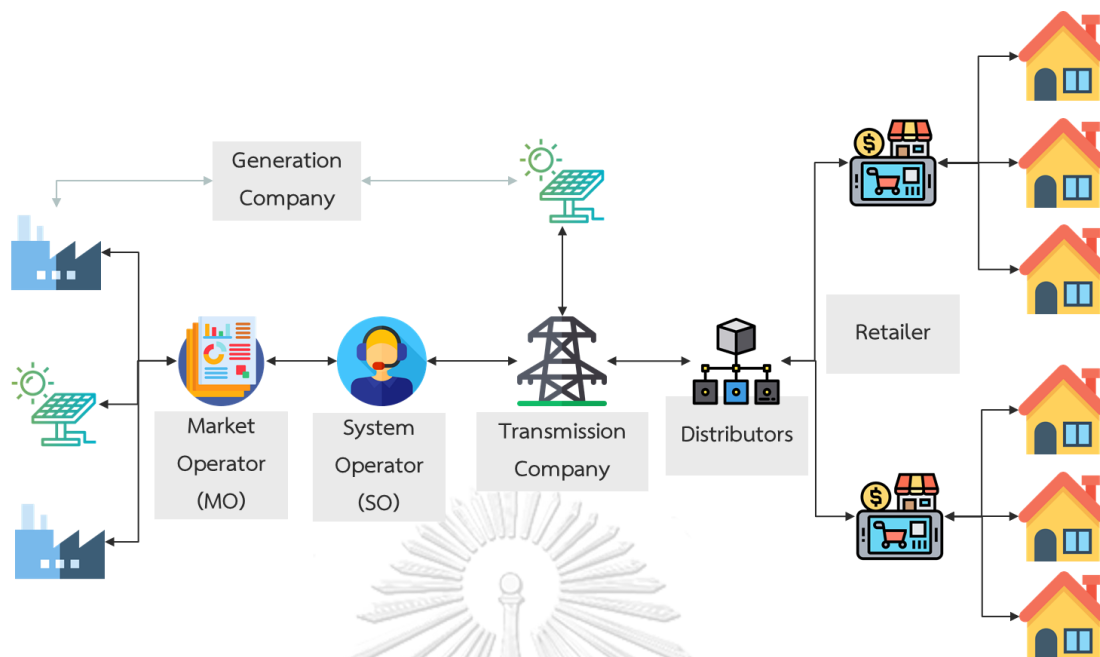 Generation
Company
Retailer
Market
Operator
(MO)
System
Operator
(SO)
Transmission
Company
Distributors
$
$